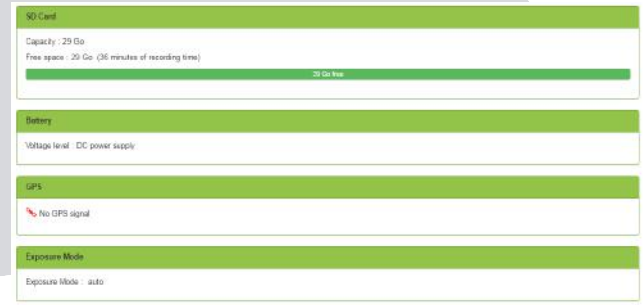 SD Card
Capacity : 29 Go
Free space : 29 Go (36 minutes of recording time)
29 Go free
Battery
Voltage level : DC power supply
GPS
No GPS signal
Exposure Mode
Exposure Mode : auto